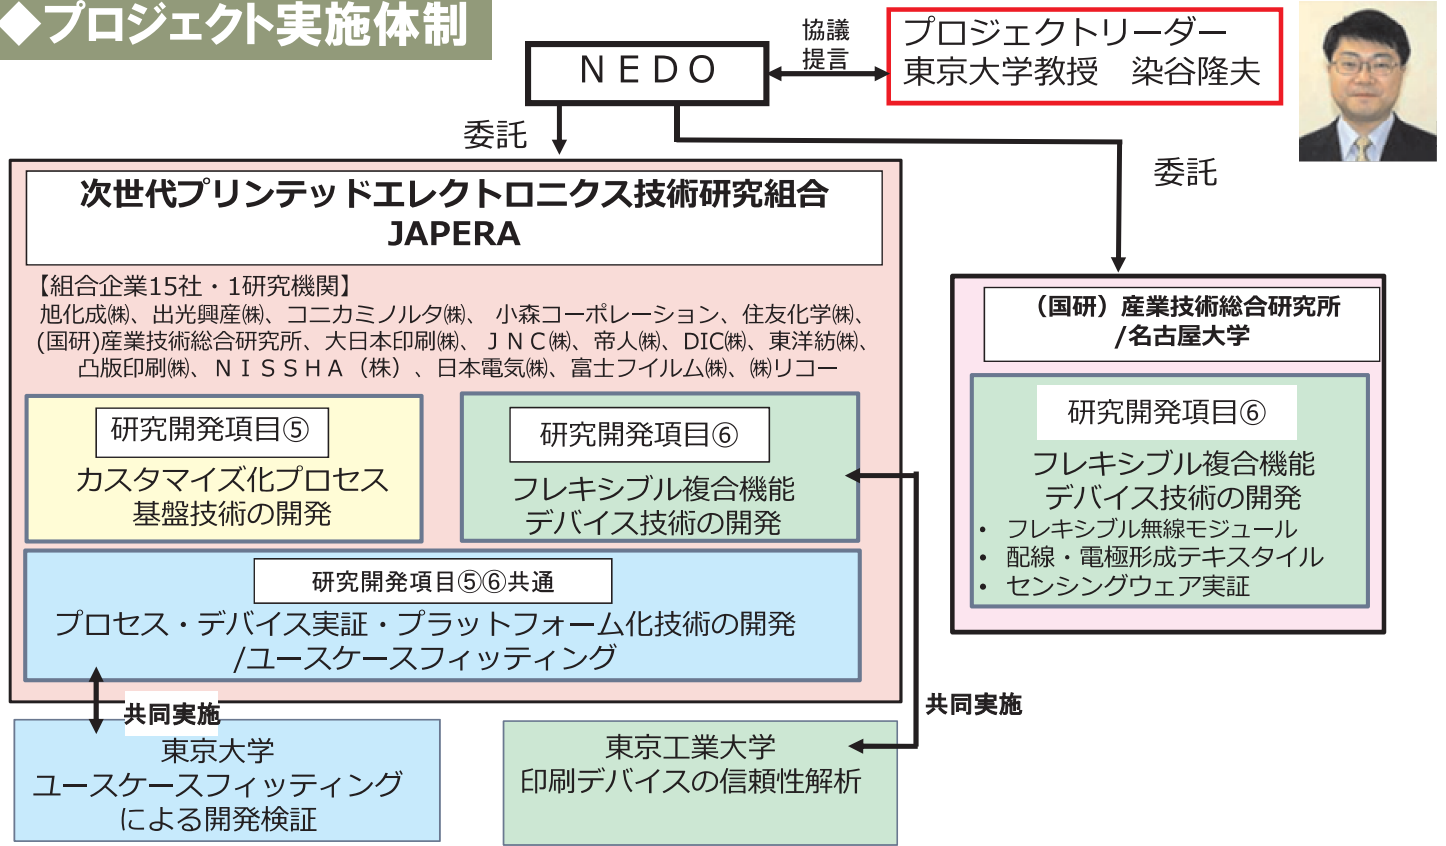 ◆プロジェクト実施体制
NEDO
協議
提言
プロジェクトリーダー
東京大学教授 染谷隆夫
委託
委託
次世代プリンテッドエレクトロニクス技術研究組合
JAPERA
【組合企業15社・1研究機関】
旭化成㈱、出光興産㈱、コニカミノルタ㈱、 小森コーポレーション、住友化学㈱、
(国研)産業技術総合研究所、大日本印刷㈱、ＪＮＣ㈱、帝人㈱、DIC㈱、東洋紡㈱、
凸版印刷㈱、ＮＩＳＳＨＡ（株）、日本電気㈱、富士フイルム㈱、㈱リコー
研究開発項目⑤
カスタマイズ化プロセス
基盤技術の開発
研究開発項目⑥
フレキシブル複合機能
デバイス技術の開発
研究開発項目⑤⑥共通
プロセス・デバイス実証・プラットフォーム化技術の開発
/ユースケースフィッティング
（国研）産業技術総合研究所
/名古屋大学
研究開発項目⑥
フレキシブル複合機能
デバイス技術の開発
• フレキシブル無線モジュール
• 配線・電極形成テキスタイル
• センシングウェア実証
共同実施
東京大学
ユースケースフィッティング
による開発検証
共同実施
東京工業大学
印刷デバイスの信頼性解析